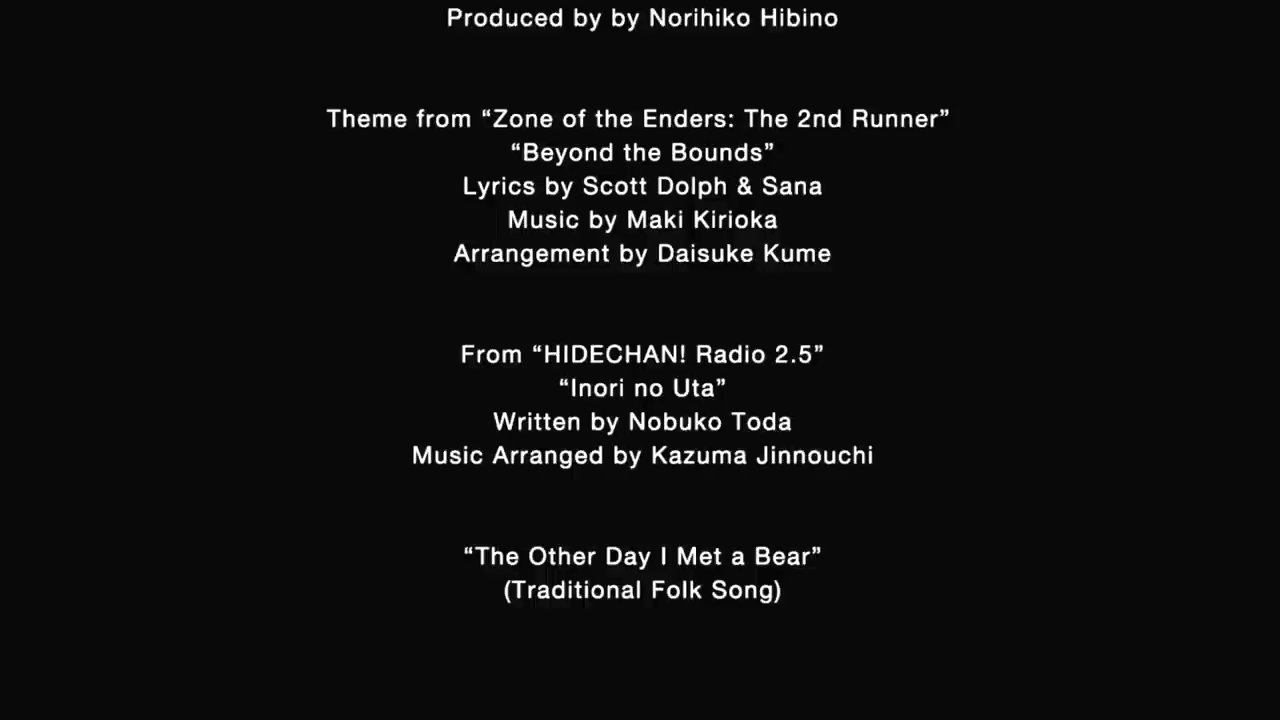 Produced by by Norihiko Hibino
Theme from “Zone of the Enders: The 2nd Runner”
“Beyond the Bounds”
Lyrics by Scott Dolph & Sana
Music by Maki Kirioka
Arrangement by Daisuke Kume
From “HIDECHAN! Radio 2.5”
“Inori no Uta”
Written by Nobuko Toda
Music Arranged by Kazuma Jinnouchi
“The Other Day I Met a Bear”
(Traditional Folk Song)